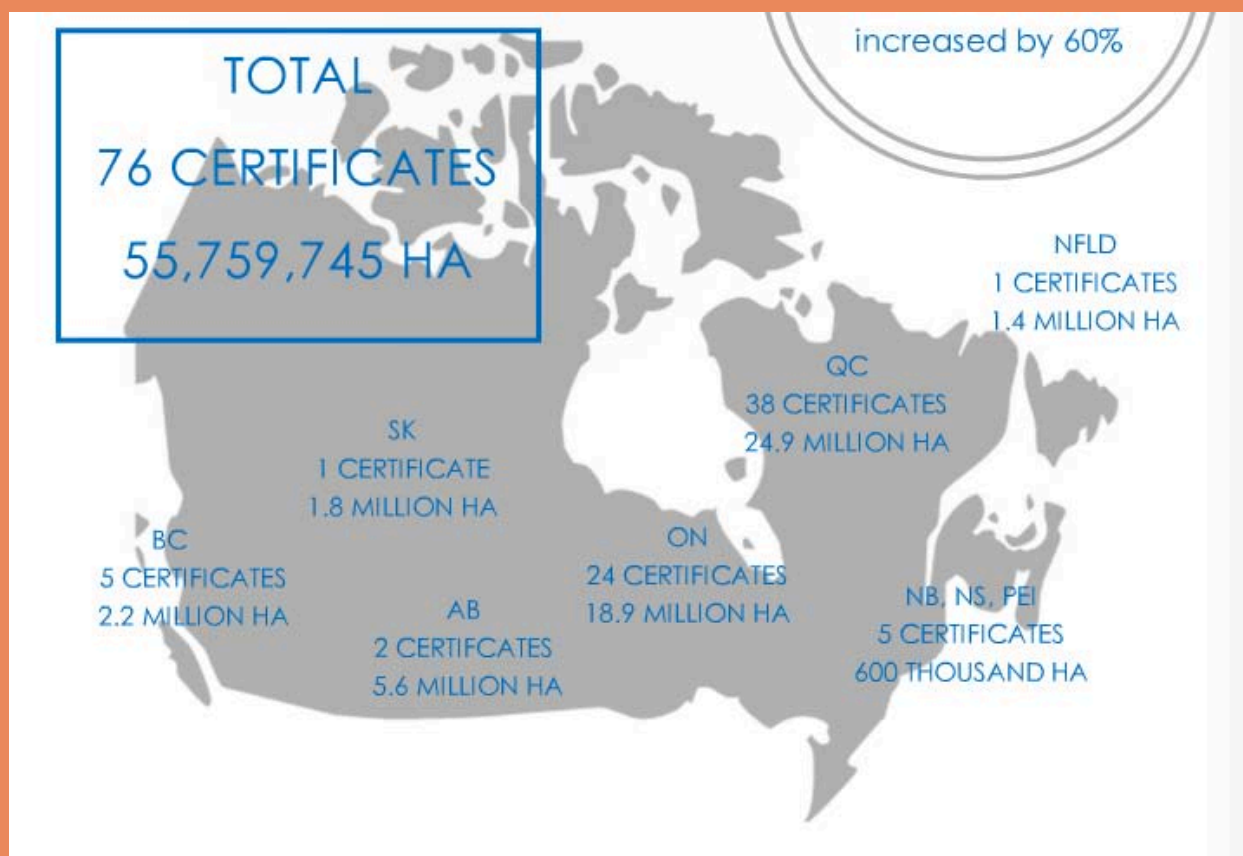 TOTAL
76 CERTIFICATES
55,759,745 HA
increased by 60%
NFLD
1 CERTIFICATES
1.4 MILLION HA
QC
38 CERTIFICATES
24.9 MILLION HA
SK
1 CERTIFICATE
1.8 MILLION HA
BC
5 CERTIFICATES
2.2 MILLION HA
AB
2 CERTIFCATES
5.6 MILLION HA
ON
24 CERTIFICATES
18.9 MILLION HA
NB, NS, PEI
5 CERTIFICATES
600 THOUSAND HA